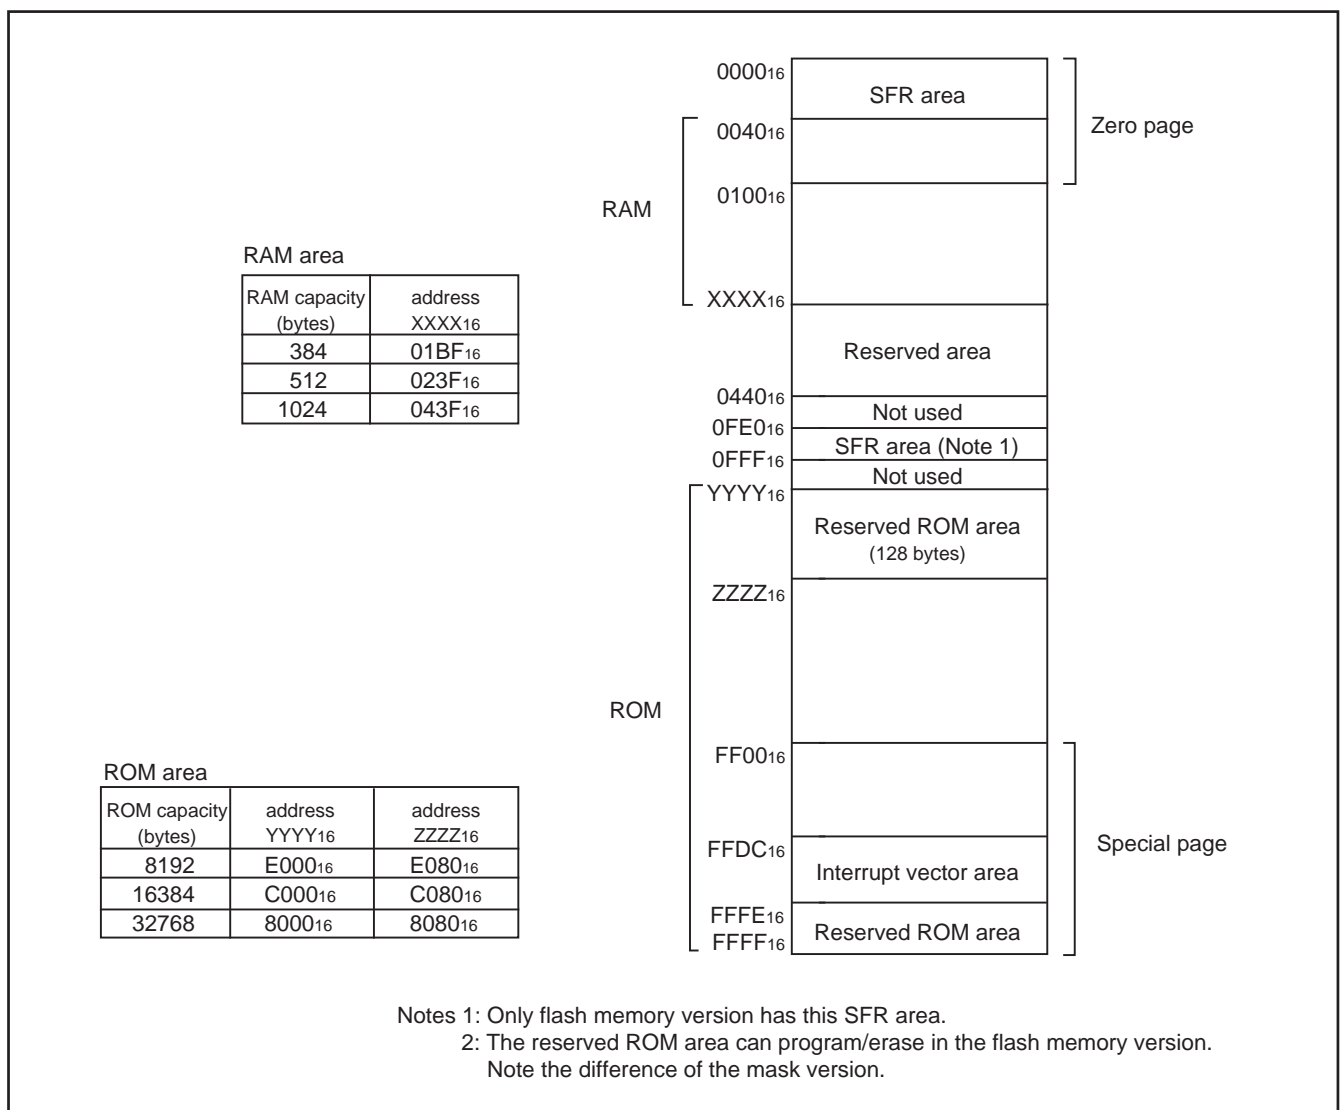 0000₁₆
SFR area
Zero page
0040₁₆
RAM
0100₁₆
XXXX₁₆
Reserved area
0440₁₆
Not used
0FE0₁₆
SFR area (Note 1)
0FFF₁₆
Not used
YYYY₁₆
Reserved ROM area
(128 bytes)
ZZZZ₁₆
ROM
FF00₁₆
FFDC₁₆
Interrupt vector area
Special page
FFFE₁₆
Reserved ROM area
FFFF₁₆
RAM area
RAM capacity (bytes) address XXXX₁₆
384 01BF₁₆
512 023F₁₆
1024 043F₁₆
ROM area
ROM capacity (bytes) address YYYY₁₆ address ZZZZ₁₆
8192 E000₁₆ E080₁₆
16384 C000₁₆ C080₁₆
32768 8000₁₆ 8080₁₆
Notes 1: Only flash memory version has this SFR area.
2: The reserved ROM area can program/erase in the flash memory version.
Note the difference of the mask version.